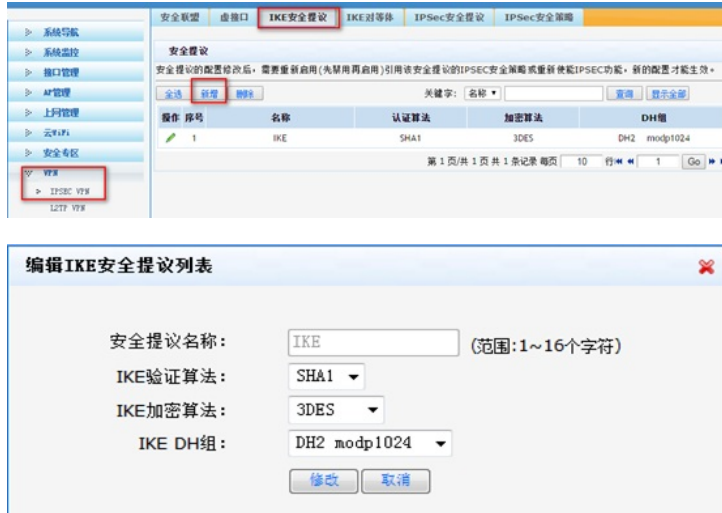 安全联盟 虚接口 IKE安全提议 IKE对等体 IPSec安全提议 IPSec安全策略
系统导航
系统监控
接口管理
AP管理
上网管理
云WiFi
安全专区
VPN
IPSEC VPN
L2TP VPN
安全提议
安全提议的配置修改后，需要重新启用(先禁用再启用)引用该安全提议的IPSEC安全策略或重新使能IPSEC功能，新的配置才能生效。
全选 新增 删除 关键字： 名称 查询 显示全部
操作 序号 名称 认证算法 加密算法 DH组
1 IKE SHA1 3DES DH2 modp1024
第 1 页/共 1 页 共 1 条记录 每页 10 行 1 Go
编辑IKE安全提议列表
安全提议名称： IKE (范围:1~16个字符)
IKE验证算法： SHA1
IKE加密算法： 3DES
IKE DH组： DH2 modp1024
修改 取消